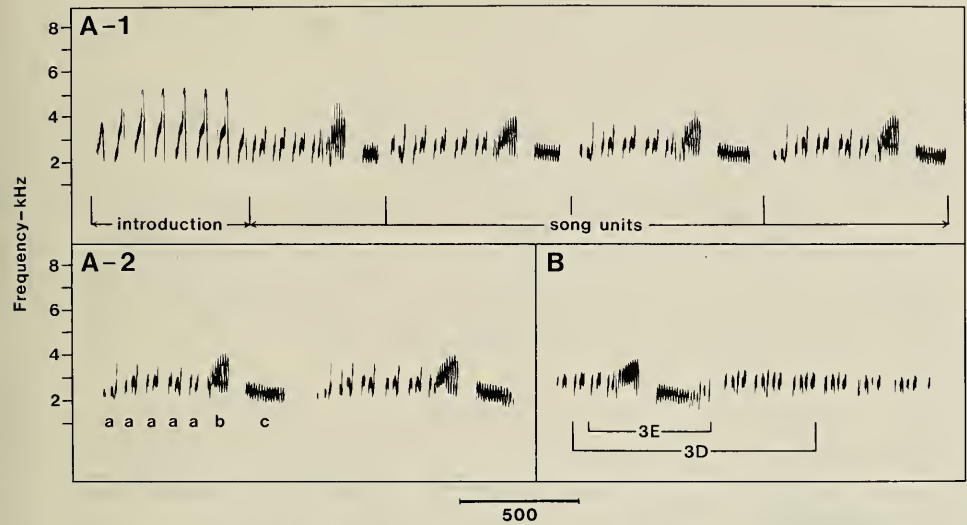 A-1
8
6
4
2
Frequency-kHz
introduction
song units
A-2
B
8
6
4
2
a a a a a b c
3E
3D
500